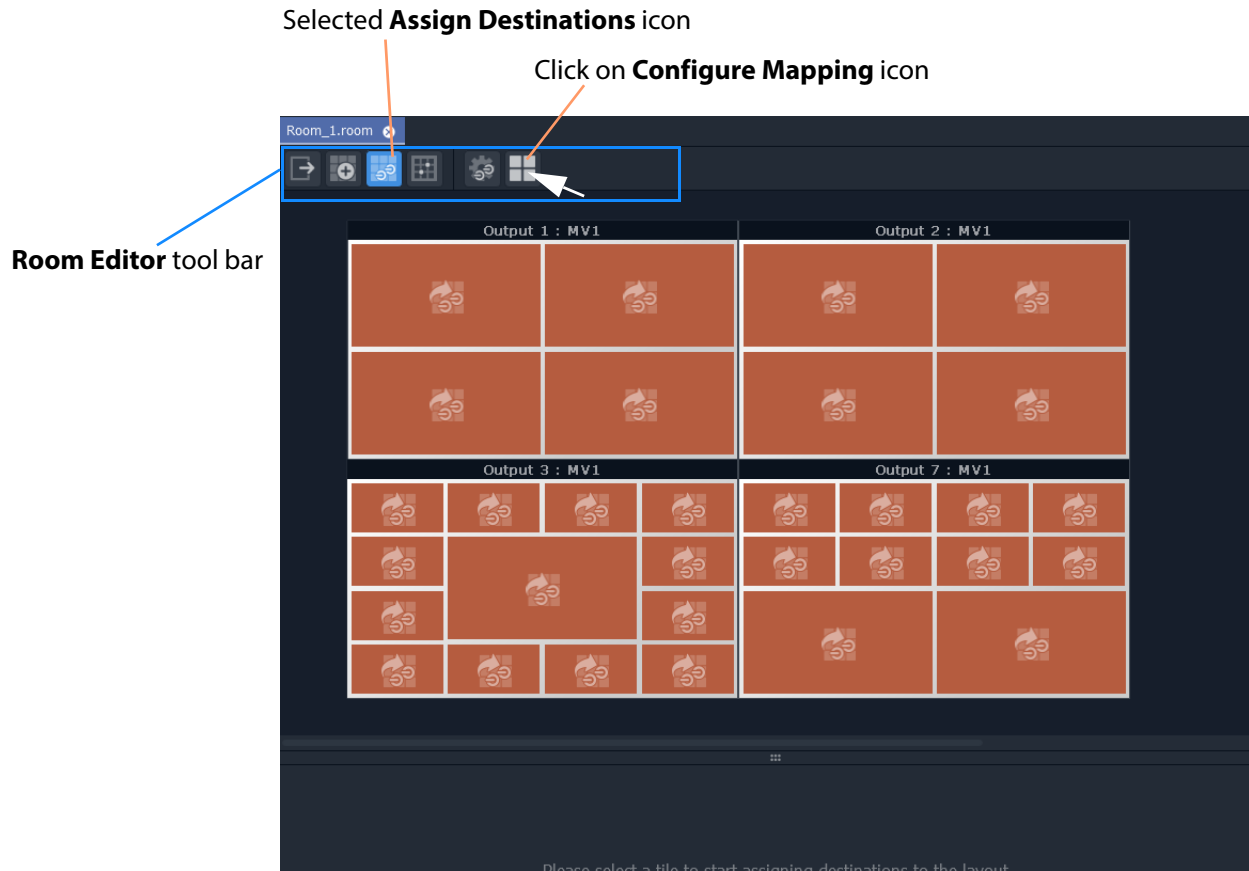 Selected Assign Destinations icon
Click on Configure Mapping icon
Room_1.room
Room Editor tool bar
Output 1 : MV1
Output 2 : MV1
Output 3 : MV1
Output 7 : MV1
Please select a tile to start assigning destinations to the layout